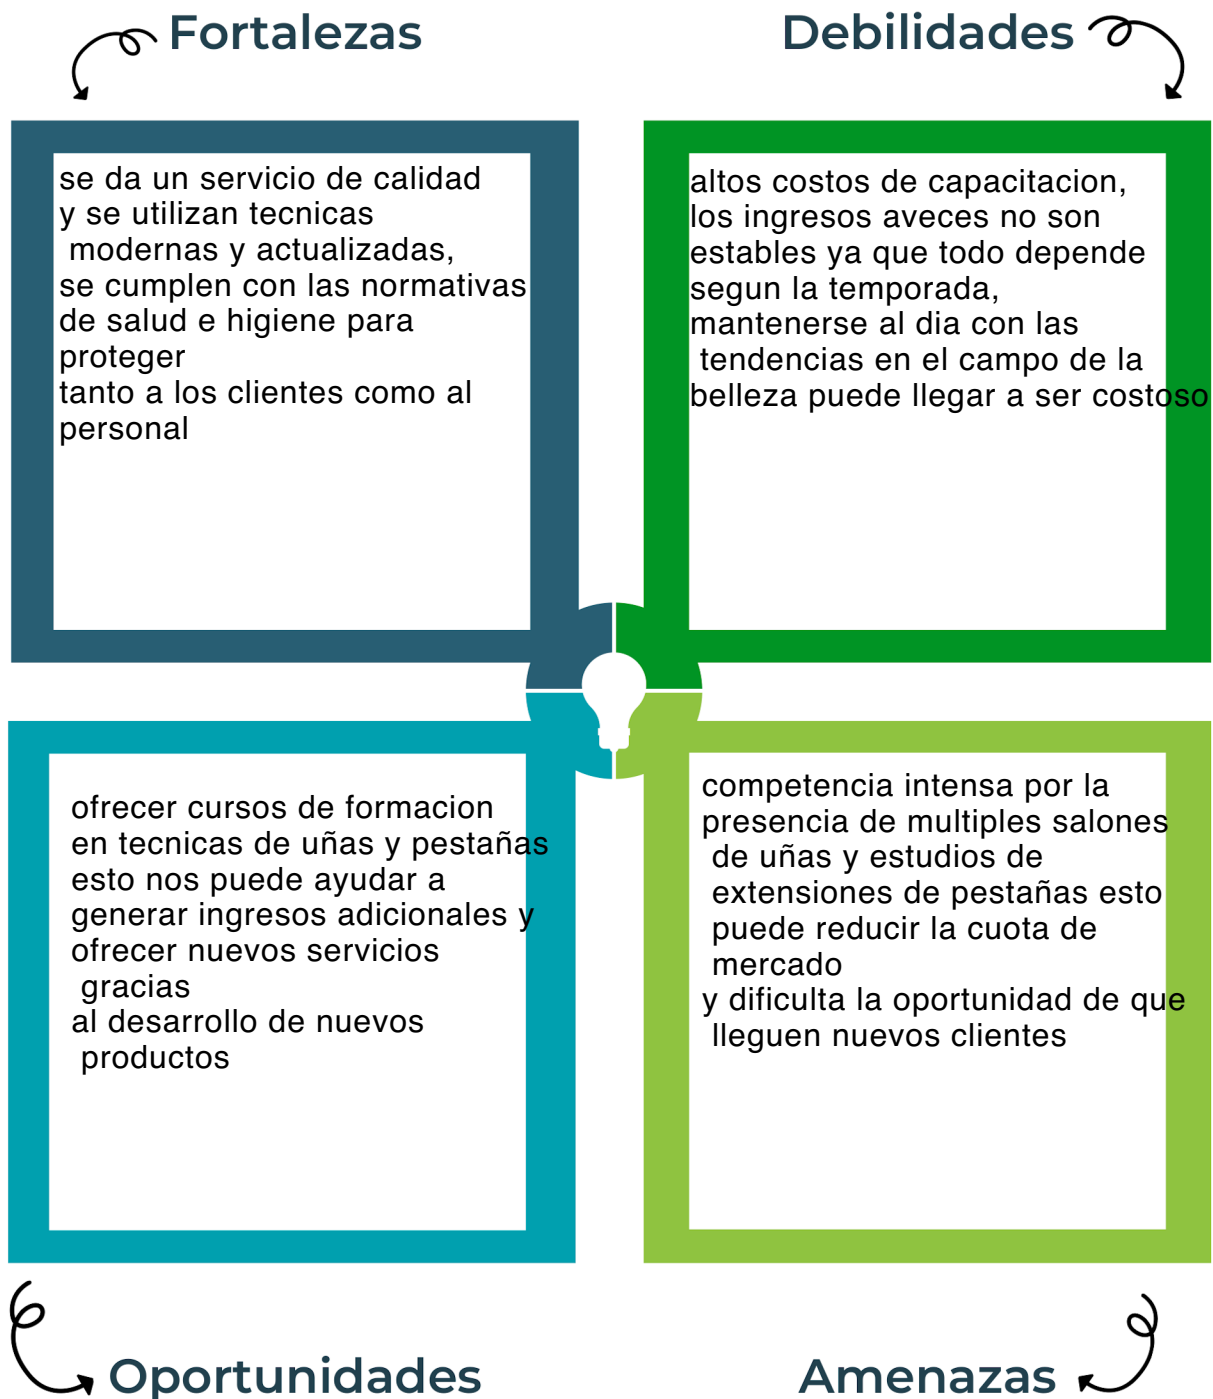 Fortalezas
se da un servicio de calidad
y se utilizan tecnicas
modernas y actualizadas,
se cumplen con las normativas
de salud e higiene para
proteger
tanto a los clientes como al
personal
Debilidades
altos costos de capacitacion,
los ingresos aveces no son
estables ya que todo depende
segun la temporada,
mantenerse al dia con las
tendencias en el campo de la
belleza puede llegar a ser costoso
ofrecer cursos de formacion
en tecnicas de uñas y pestañas
esto nos puede ayudar a
generar ingresos adicionales y
ofrecer nuevos servicios
gracias
al desarrollo de nuevos
productos
Oportunidades
competencia intensa por la
presencia de multiples salones
de uñas y estudios de
extensiones de pestañas esto
puede reducir la cuota de
mercado
y dificulta la oportunidad de que
lleguen nuevos clientes
Amenazas